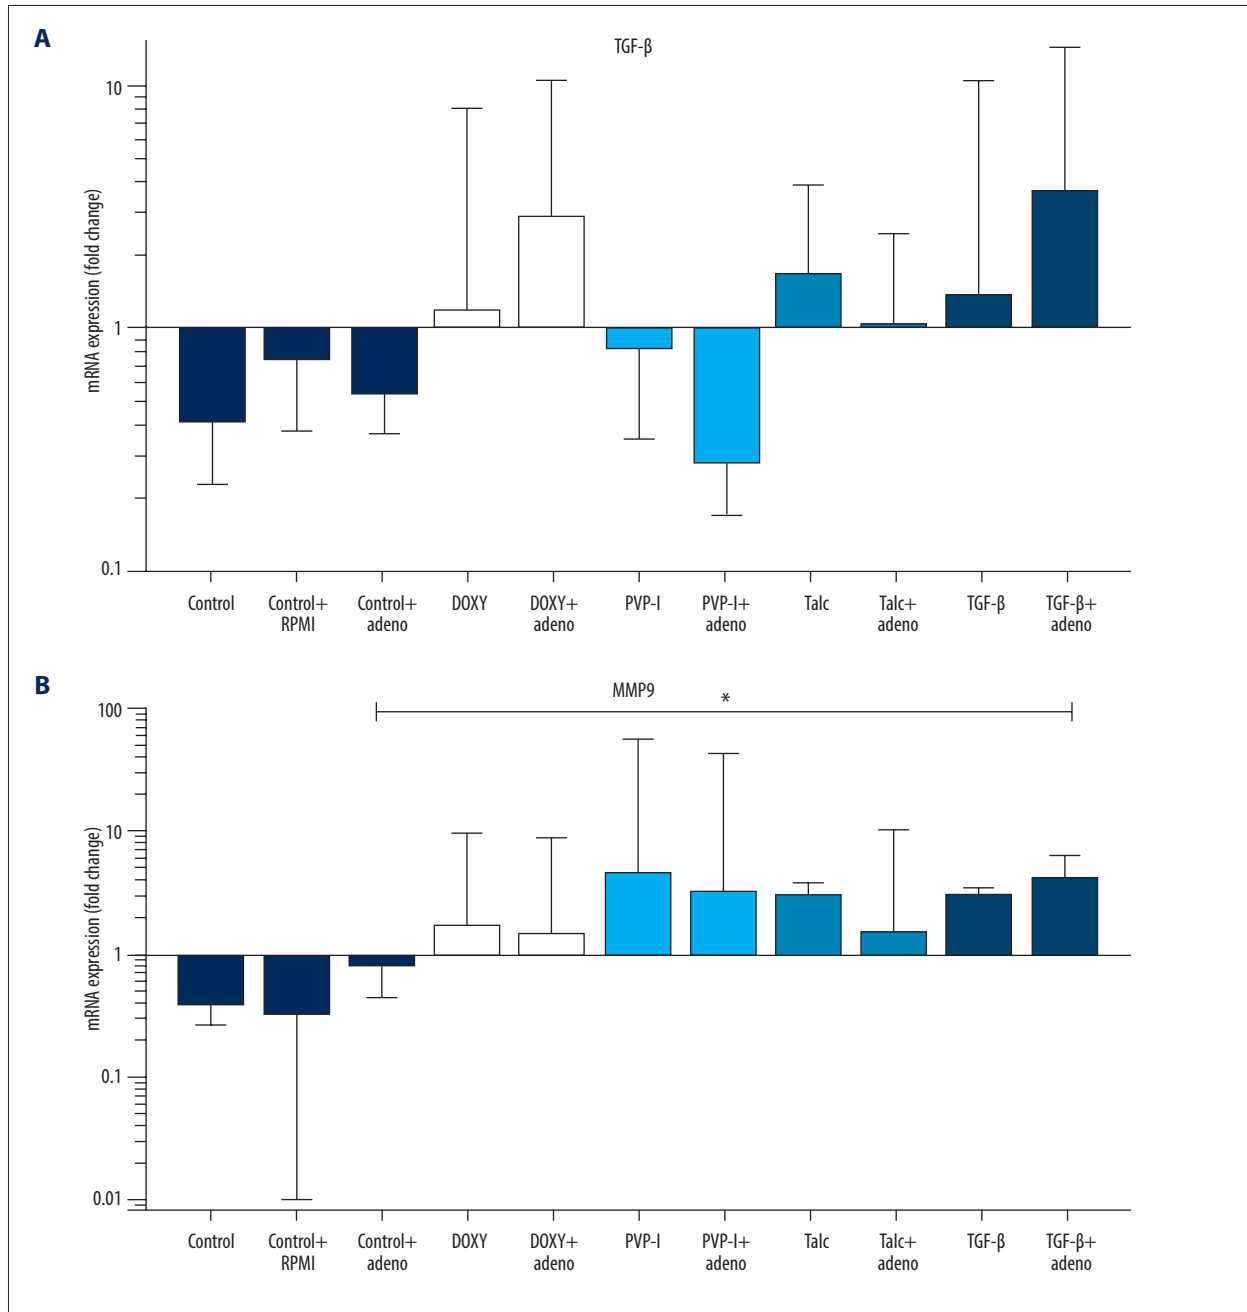 A
TGF-β
mRNA expression (fold change)
10
1
0.1
Control
Control+
RPMI
Control+
adeno
DOXY
DOXY+
adeno
PVP-I
PVP-I+
adeno
Talc
Talc+
adeno
TGF-β
TGF-β+
adeno
B
MMP9
*
mRNA expression (fold change)
100
10
1
0.1
0.01
Control
Control+
RPMI
Control+
adeno
DOXY
DOXY+
adeno
PVP-I
PVP-I+
adeno
Talc
Talc+
adeno
TGF-β
TGF-β+
adeno